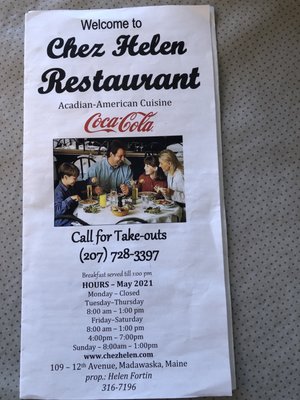 Welcome to
Chez Helen
Restaurant
Acadian-American Cuisine
Coca-Cola
Call for Take-outs
(207) 728-3397
Breakfast served till 1:00 pm
HOURS – May 2021
Monday – Closed
Tuesday–Thursday
8:00 am – 1:00 pm
Friday–Saturday
8:00 am – 1:00 pm
4:00pm – 7:00pm
Sunday – 8:00am – 1:00pm
www.chezhelen.com
109 – 12th Avenue, Madawaska, Maine
prop.: Helen Fortin
316-7196